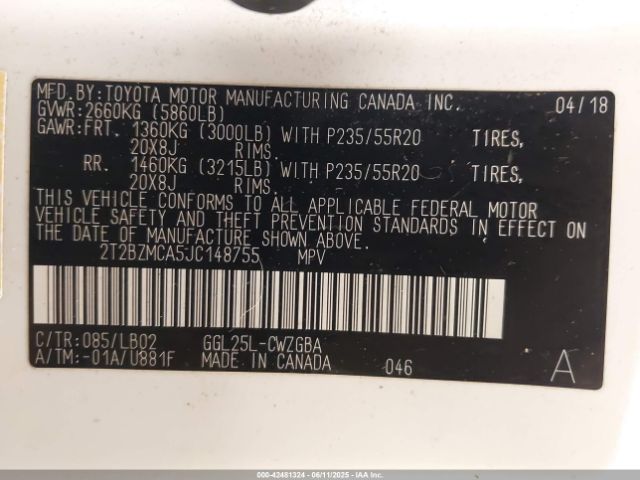 MFD. BY: TOYOTA MOTOR MANUFACTURING CANADA INC. 04/18
GVWR: 2660KG (5860LB)
GAWR: FRT. 1360KG (3000LB) WITH P235/55R20 TIRES,
20X8J RIMS.
RR. 1460KG (3215LB) WITH P235/55R20 TIRES,
20X8J RIMS.
THIS VEHICLE CONFORMS TO ALL APPLICABLE FEDERAL MOTOR
VEHICLE SAFETY AND THEFT PREVENTION STANDARDS IN EFFECT ON
THE DATE OF MANUFACTURE SHOWN ABOVE.
2T2BZMCA5JC148755 MPV
C/TR: 085/LB02 GGL25L-CWZGBA
A/TM: -01A/U881F MADE IN CANADA 046 A
000-42481324 - 06/11/2025 - COPART